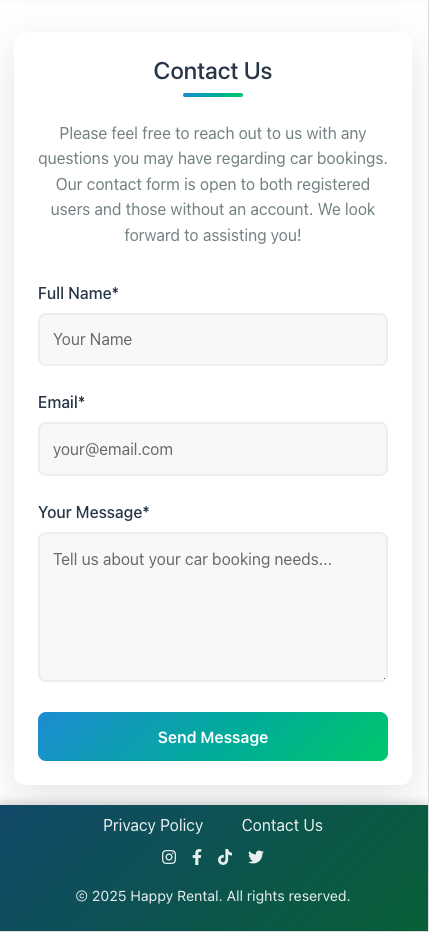 Contact Us
Please feel free to reach out to us with any
questions you may have regarding car bookings.
Our contact form is open to both registered
users and those without an account. We look
forward to assisting you!
Full Name*
Your Name
Email*
your@email.com
Your Message*
Tell us about your car booking needs...
Send Message
Privacy Policy Contact Us
© 2025 Happy Rental. All rights reserved.